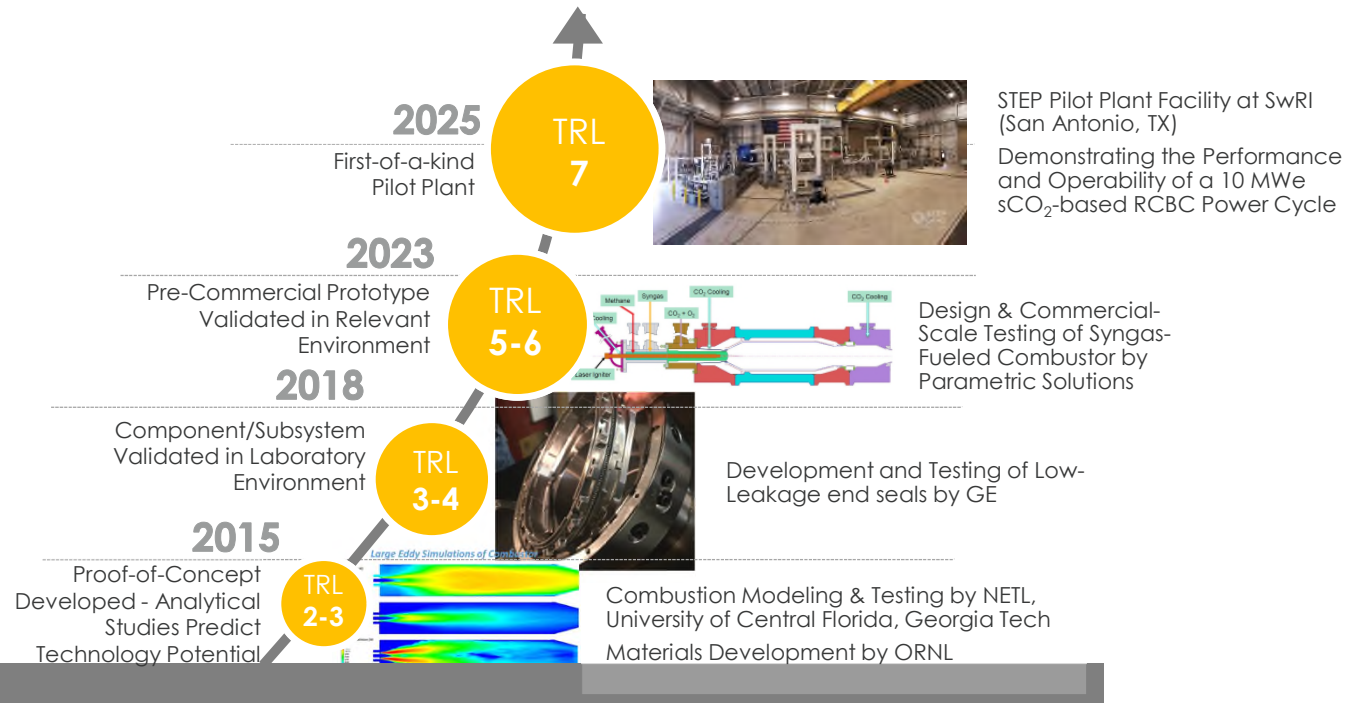 2025
First-of-a-kind
Pilot Plant
TRL
7
STEP Pilot Plant Facility at SwRI
(San Antonio, TX)
Demonstrating the Performance
and Operability of a 10 MWe
sCO₂-based RCBC Power Cycle
2023
Pre-Commercial Prototype
Validated in Relevant
Environment
TRL
5-6
Methane
Syngas
CO₂ + O₂
CO₂ Cooling
CO₂ Cooling
Cooling
Laser Igniter
Design & Commercial-
Scale Testing of Syngas-
Fueled Combustor by
Parametric Solutions
2018
Component/Subsystem
Validated in Laboratory
Environment
TRL
3-4
Development and Testing of Low-
Leakage end seals by GE
2015
Proof-of-Concept
Developed - Analytical
Studies Predict
Technology Potential
TRL
2-3
Large Eddy Simulations of Combustor
Combustion Modeling & Testing by NETL,
University of Central Florida, Georgia Tech
Materials Development by ORNL